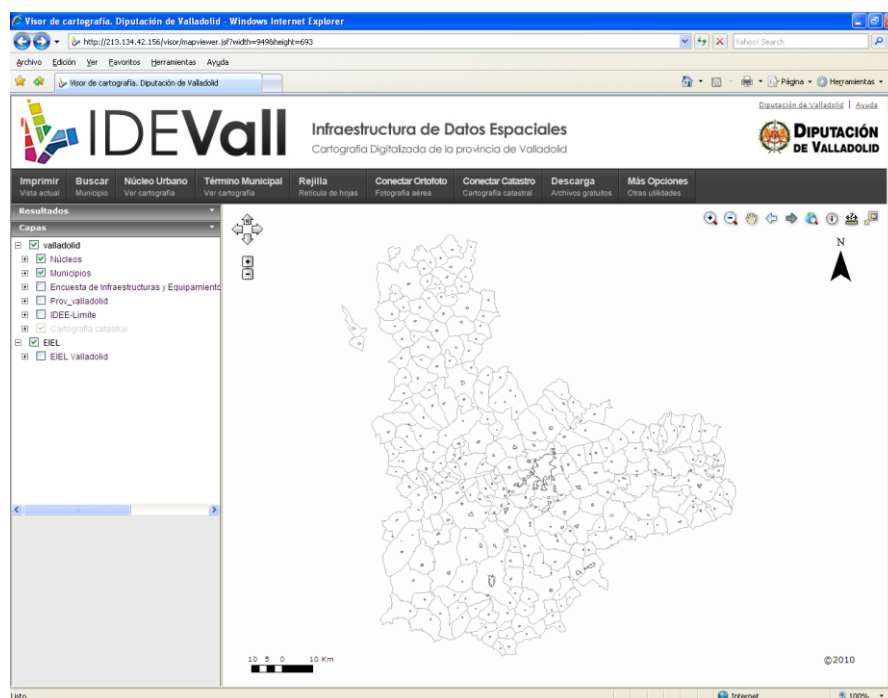 Visor de cartografía. Diputación de Valladolid - Windows Internet Explorer
http://213.134.42.156/visor/mapviewer.jsf?width=949&height=693
Yahoo! Search
Archivo Edición Ver Favoritos Herramientas Ayuda
Visor de cartografía. Diputación de Valladolid
Página Herramientas
Diputación de Valladolid | Ayuda
IDEVall
Infraestructura de Datos Espaciales
Cartografía Digitalizada de la provincia de Valladolid
DIPUTACIÓN
DE VALLADOLID
Imprimir Buscar Núcleo Urbano Término Municipal Rejilla Conectar Ortofoto Conectar Catastro Descarga Más Opciones
Vista actual Municipio Ver cartografía Ver cartografía Retícula de hojas Fotografía aérea Cartografía catastral Archivos gratuitos Otras utilidades
Resultados
Capas
valladolid
Núcleos
Municipios
Encuesta de Infraestructuras y Equipamiento
Prov_valladolid
IDEE-Limite
Cartografía catastral
EIEL
EIEL Valladolid
N
10 5 0 10 Km
©2010
Listo
Internet
100%